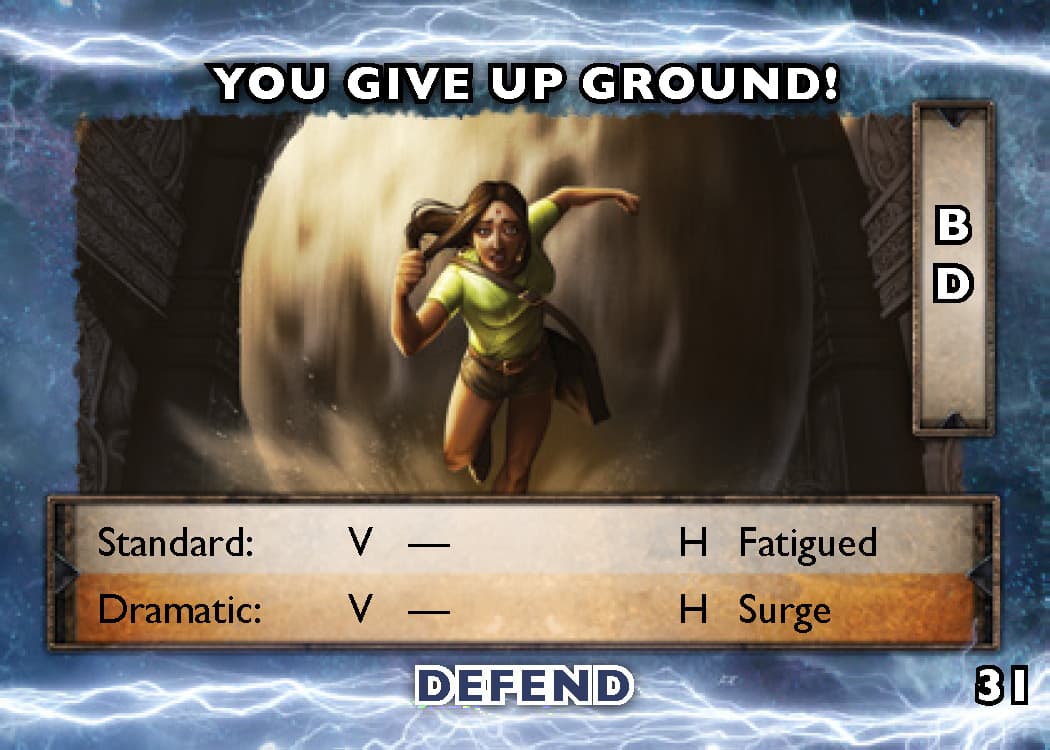 YOU GIVE UP GROUND!
B
D
Standard: V — H Fatigued
Dramatic: V — H Surge
DEFEND
31